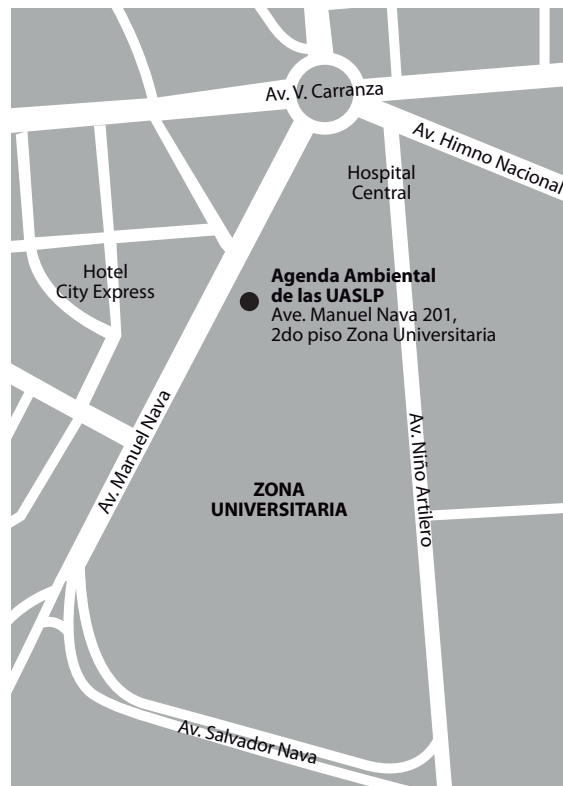 Av. V. Carranza
Av. Himno Nacional
Hospital
Central
Hotel
City Express
Agenda Ambiental
de las UASLP
Ave. Manuel Nava 201,
2do piso Zona Universitaria
Av. Manuel Nava
Av. Niño Artilero
ZONA
UNIVERSITARIA
Av. Salvador Nava